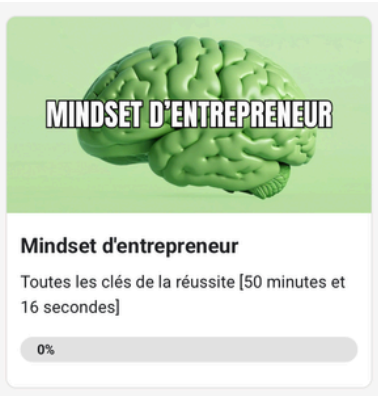 MINDSET D'ENTREPRENEUR
Mindset d'entrepreneur
Toutes les clés de la réussite [50 minutes et
16 secondes]
0%